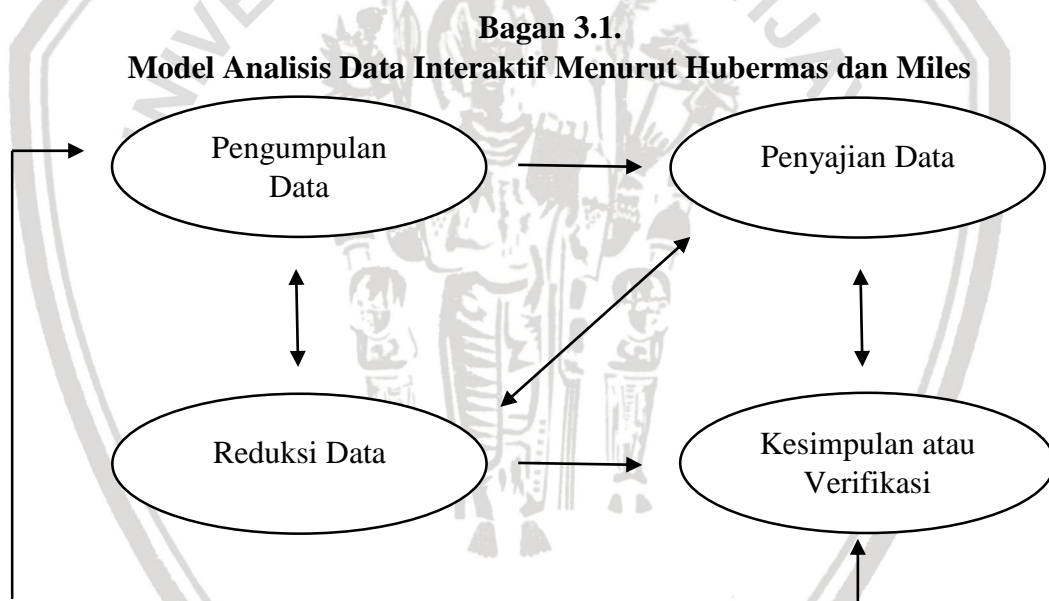 Bagan 3.1.
Model Analisis Data Interaktif Menurut Hubermas dan Miles
Pengumpulan
Data
Penyajian Data
Reduksi Data
Kesimpulan atau
Verifikasi